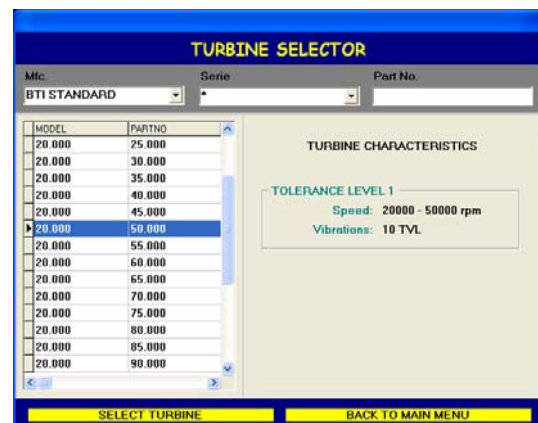 TURBINE SELECTOR
Mfc. Serie Part No.
BTI STANDARD *
MODEL PARTNO
20.000 25.000
20.000 30.000
20.000 35.000
20.000 40.000
20.000 45.000
20.000 50.000
20.000 55.000
20.000 60.000
20.000 65.000
20.000 70.000
20.000 75.000
20.000 80.000
20.000 85.000
20.000 90.000
TURBINE CHARACTERISTICS
TOLERANCE LEVEL 1
Speed: 20000 - 50000 rpm
Vibrations: 10 TVL
SELECT TURBINE BACK TO MAIN MENU